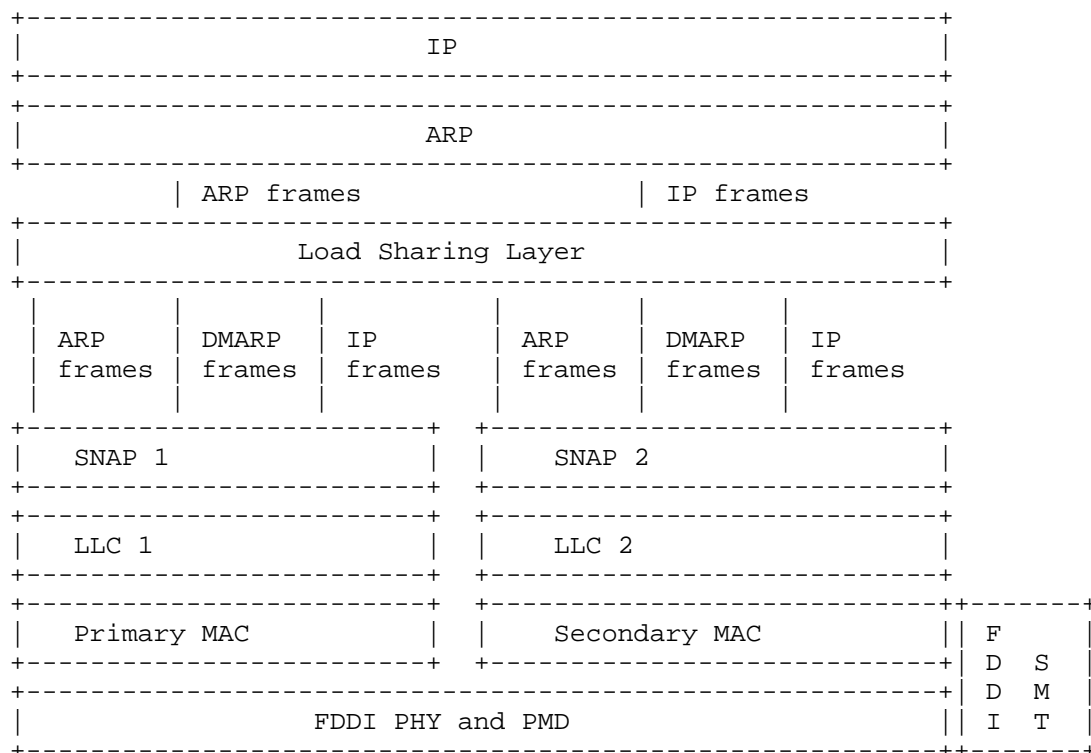 IP
ARP
ARP frames IP frames
Load Sharing Layer
ARP DMARP IP ARP DMARP IP
frames frames frames frames frames frames
SNAP 1 SNAP 2
LLC 1 LLC 2
Primary MAC Secondary MAC F
D S
D M
FDDI PHY and PMD I T